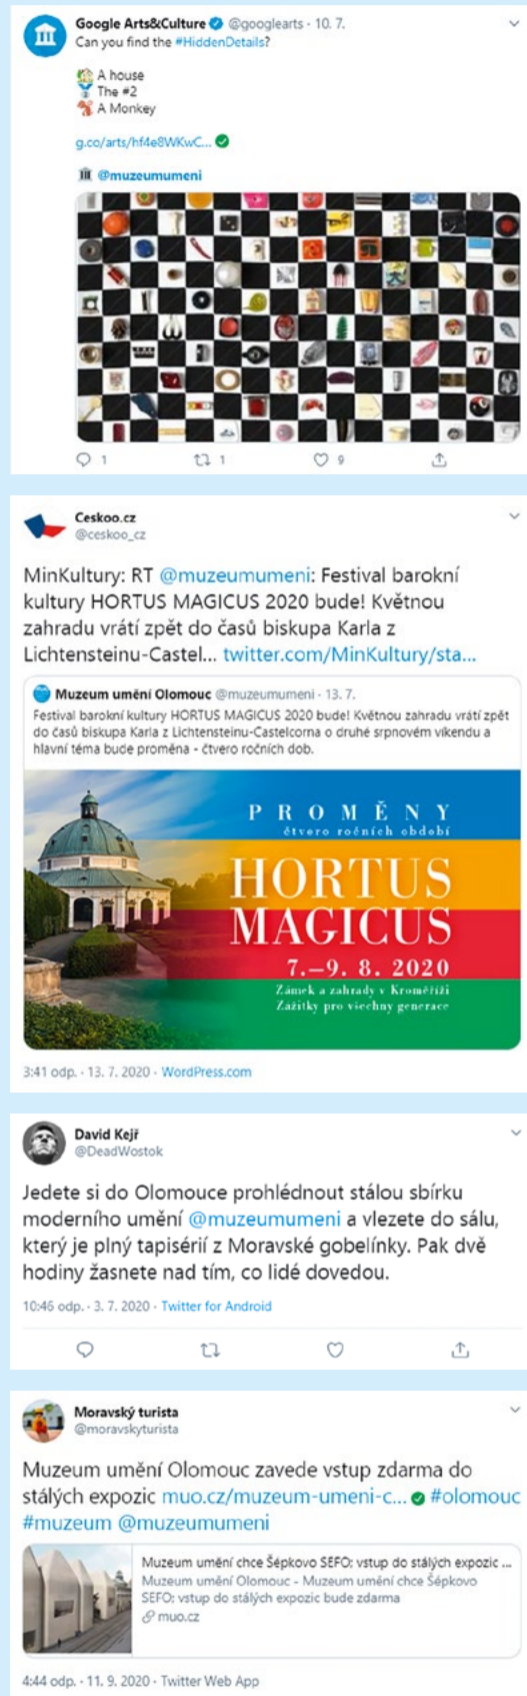 Google Arts&Culture @googlearts · 10. 7.
Can you find the #HiddenDetails?
A house
The #2
A Monkey
g.co/arts/hf4e8WKwC...
@muzeumumeni
1 1 9
Ceskoo.cz
@ceskoo_cz
MinKultury: RT @muzeumumeni: Festival barokní
kultury HORTUS MAGICUS 2020 bude! Květnou
zahradu vrátí zpět do časů biskupa Karla z
Lichtensteinu-Castel... twitter.com/MinKultury/sta...
Muzeum umění Olomouc @muzeumumeni · 13. 7.
Festival barokní kultury HORTUS MAGICUS 2020 bude! Květnou zahradu vrátí zpět
do časů biskupa Karla z Lichtensteinu-Castelcorna o druhé srpnovém víkendu a
hlavní téma bude proměna - čtvero ročních dob.
PROMĚNY
čtvero ročních období
HORTUS
MAGICUS
7.–9. 8. 2020
Zámek a zahrady v Kroměříži
Zážitky pro všechny generace
3:41 odp. · 13. 7. 2020 · WordPress.com
David Kejř
@DeadWostok
Jedete si do Olomouce prohlédnout stálou sbírku
moderního umění @muzeumumeni a vlezete do sálu,
který je plný tapisérií z Moravské gobelínky. Pak dvě
hodiny žasnete nad tím, co lidé dovedou.
10:46 odp. · 3. 7. 2020 · Twitter for Android
Moravský turista
@moravskyturista
Muzeum umění Olomouc zavede vstup zdarma do
stálých expozic muo.cz/muzeum-umeni-c... #olomouc
#muzeum @muzeumumeni
Muzeum umění chce Šépkovo SEFO; vstup do stálých expozic ...
Muzeum umění Olomouc - Muzeum umění chce Šépkovo
SEFO; vstup do stálých expozic bude zdarma
muo.cz
4:44 odp. · 11. 9. 2020 · Twitter Web App